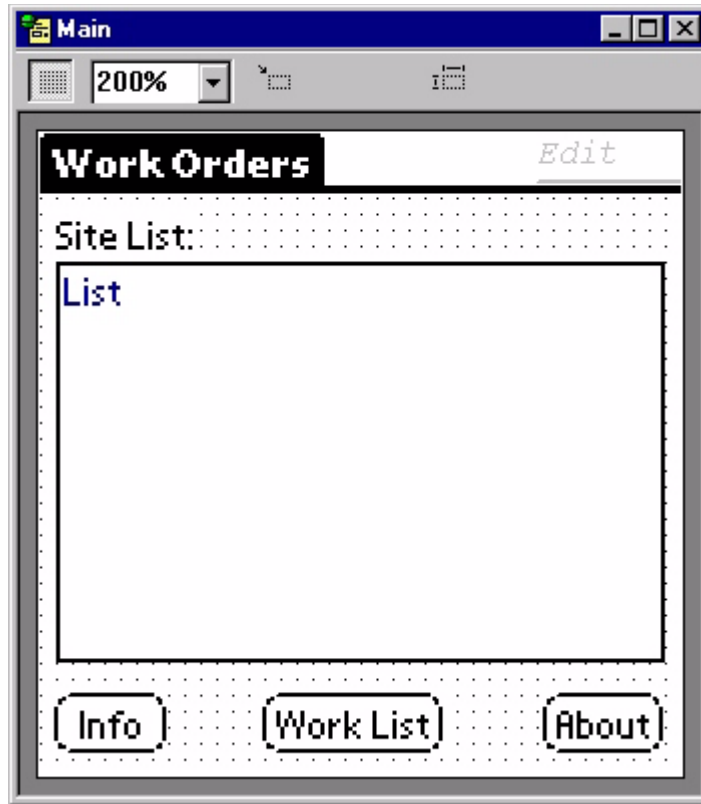 Main
200%
Work Orders Edit
Site List:
List
Info Work List About